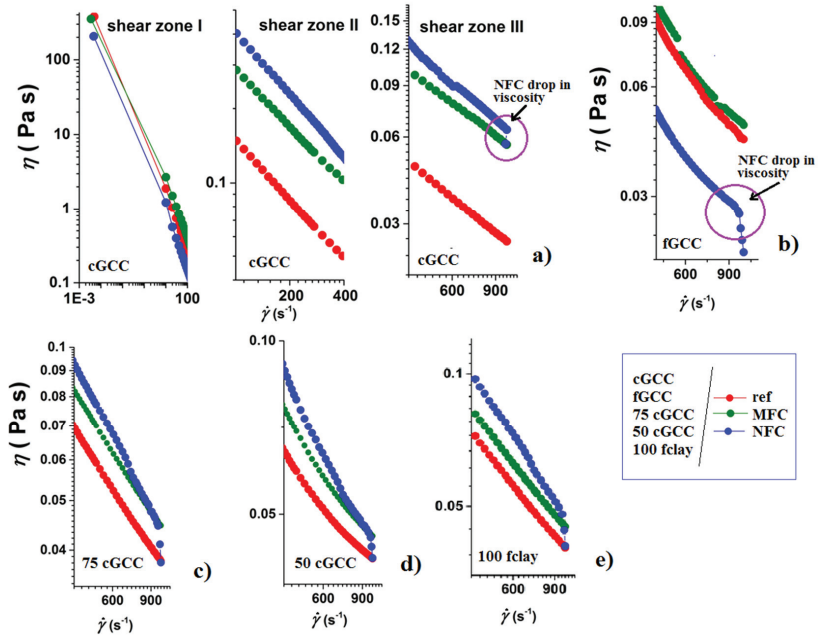 shear zone I
shear zone II
shear zone III
η ( Pa s)
100
10
1
0.1
1E-3
100
cGCC
0.1
200
400
cGCC
γ̇ (s⁻¹)
0.15
0.12
0.09
0.06
0.03
NFC drop in
viscosity
600
900
cGCC
a)
γ̇ (s⁻¹)
η ( Pa s)
0.09
0.06
0.03
NFC drop in
viscosity
fGCC
b)
600
900
γ̇ (s⁻¹)
η ( Pa s)
0.1
0.09
0.08
0.07
0.06
0.05
0.04
75 cGCC
c)
600
900
γ̇ (s⁻¹)
0.10
0.05
50 cGCC
d)
600
900
γ̇ (s⁻¹)
0.1
0.05
100 fclay
e)
600
900
γ̇ (s⁻¹)
cGCC
fGCC
75 cGCC
50 cGCC
100 fclay
ref
MFC
NFC